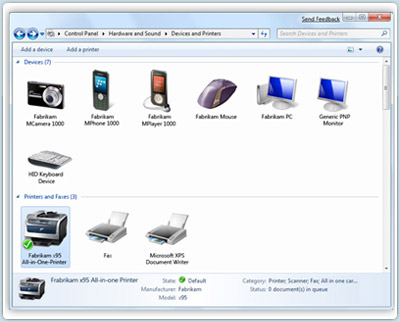 Send Feedback
Control Panel Hardware and Sound Devices and Printers
Search Devices and Printers
Add a device Add a printer
Devices (7)
Fabrikam MCamera 1000
Fabrikam MPhone 1000
Fabrikam MPlayer 1000
Fabrikam Mouse
Fabrikam PC
Generic PNP Monitor
HID Keyboard Device
Printers and Faxes (3)
Fabrikam x95 All-in-One-Printer
Fax
Microsoft XPS Document Writer
Frabrikam x95 All-in-one Printer
State: Default
Manufacturer: Fabrikam
Model: x95
Category: Printer; Scanner; Fax; All in one car...
Status: 0 document(s) in queue